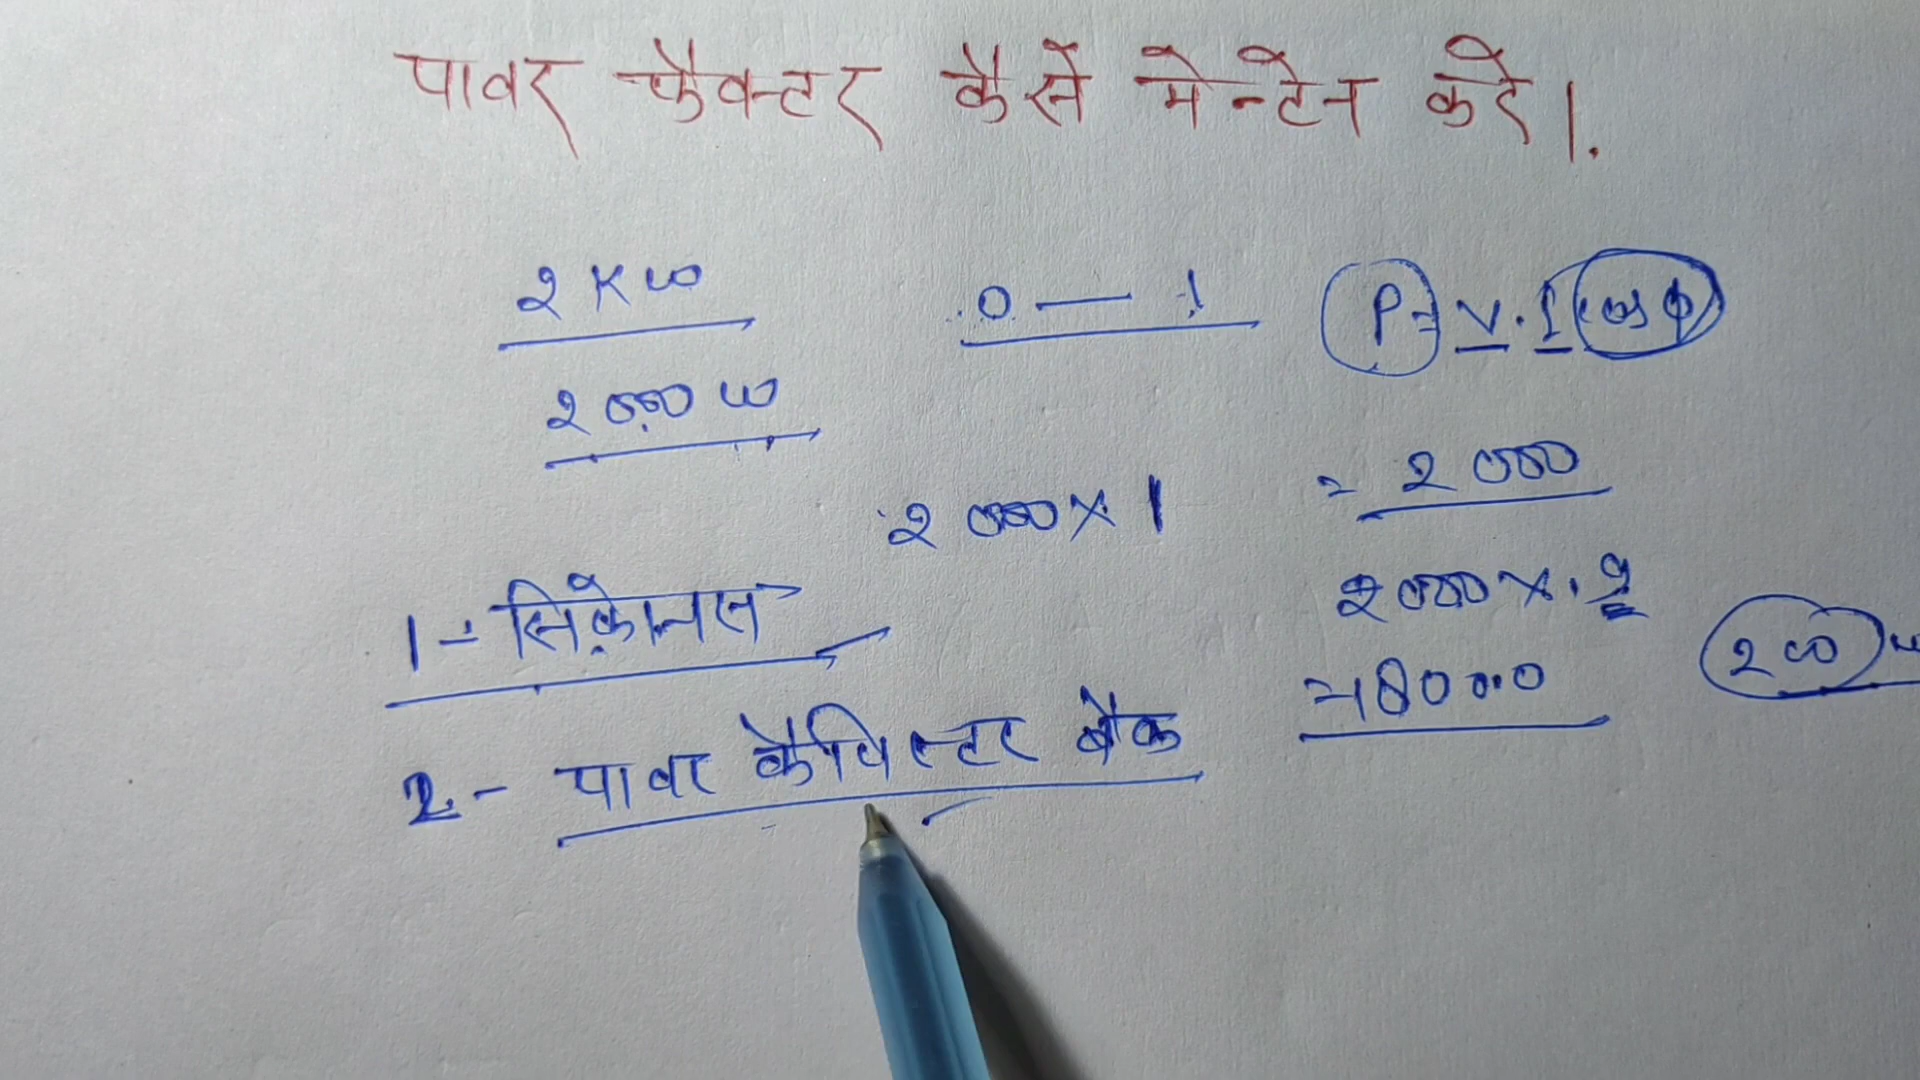 पावर फैक्टर कैसे मेन्टेन करे।.
2 KW 0 — 1 P = V.I cos φ
2000 W
2000 × 1 = 2000
2000 × .9
1 - सिक्रोनस
= 1800.0 200 w
2 - पावर कैपिस्टर बैंक